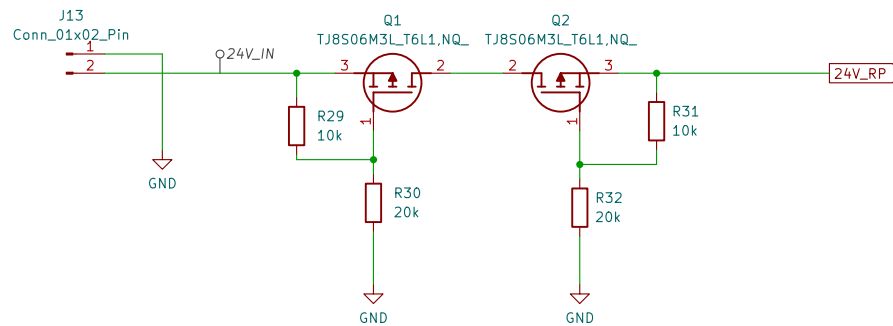 J13
Conn_01x02_Pin
1
2
24V_IN
Q1
TJ8S06M3L_T6L1,NQ_
3
2
1
Q2
TJ8S06M3L_T6L1,NQ_
2
3
1
24V_RP
R29
10k
R31
10k
GND
R30
20k
R32
20k
GND
GND